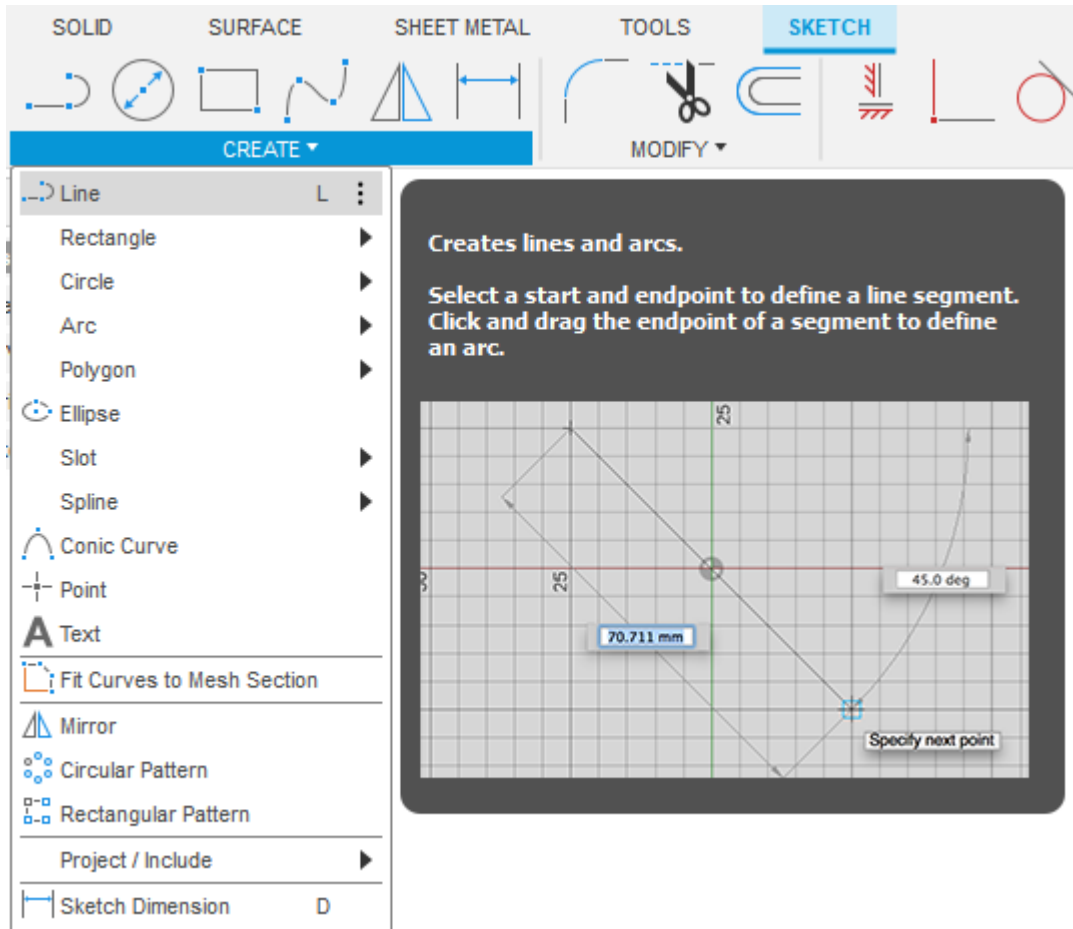 SOLID SURFACE SHEET METAL TOOLS SKETCH
CREATE MODIFY
Line L
Rectangle
Circle
Arc
Polygon
Ellipse
Slot
Spline
Conic Curve
Point
A Text
Fit Curves to Mesh Section
Mirror
Circular Pattern
Rectangular Pattern
Project / Include
Sketch Dimension D
Creates lines and arcs.
Select a start and endpoint to define a line segment.
Click and drag the endpoint of a segment to define
an arc.
25
25
45.0 deg
70.711 mm
Specify next point